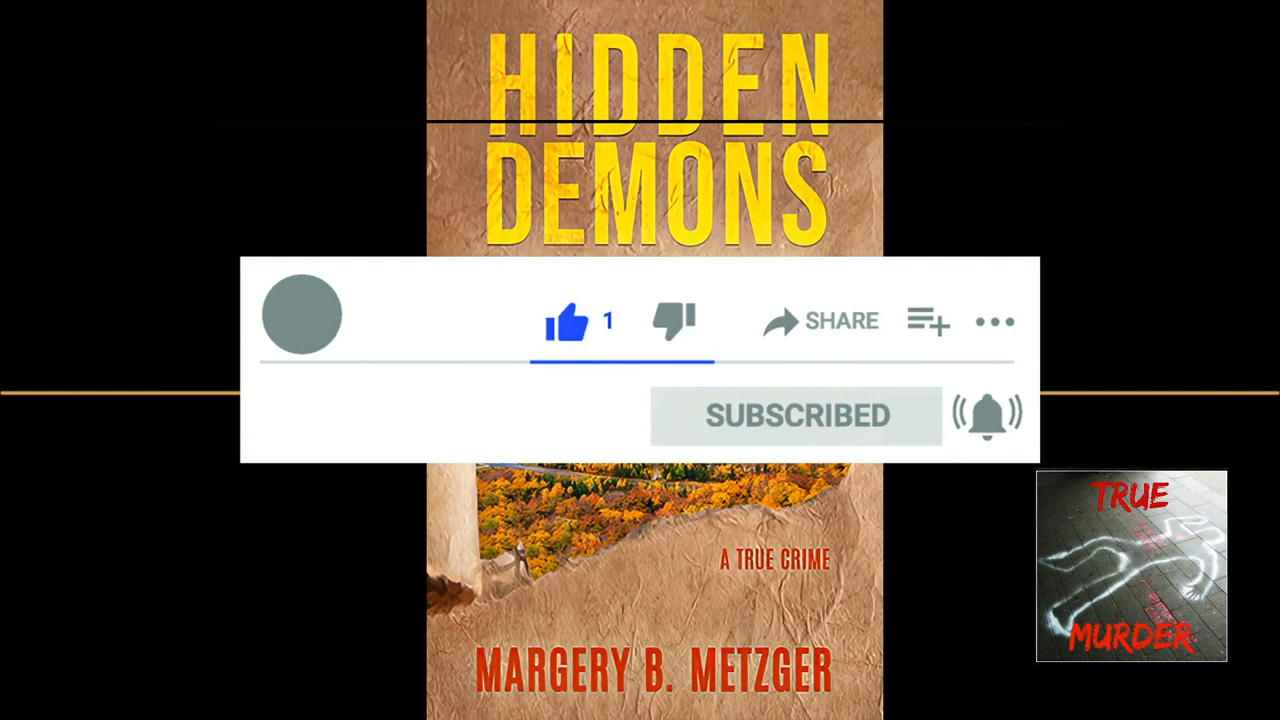 HIDDEN
DEMONS
1
SHARE
SUBSCRIBED
TRUE
MURDER
A TRUE CRIME
MARGERY B. METZGER